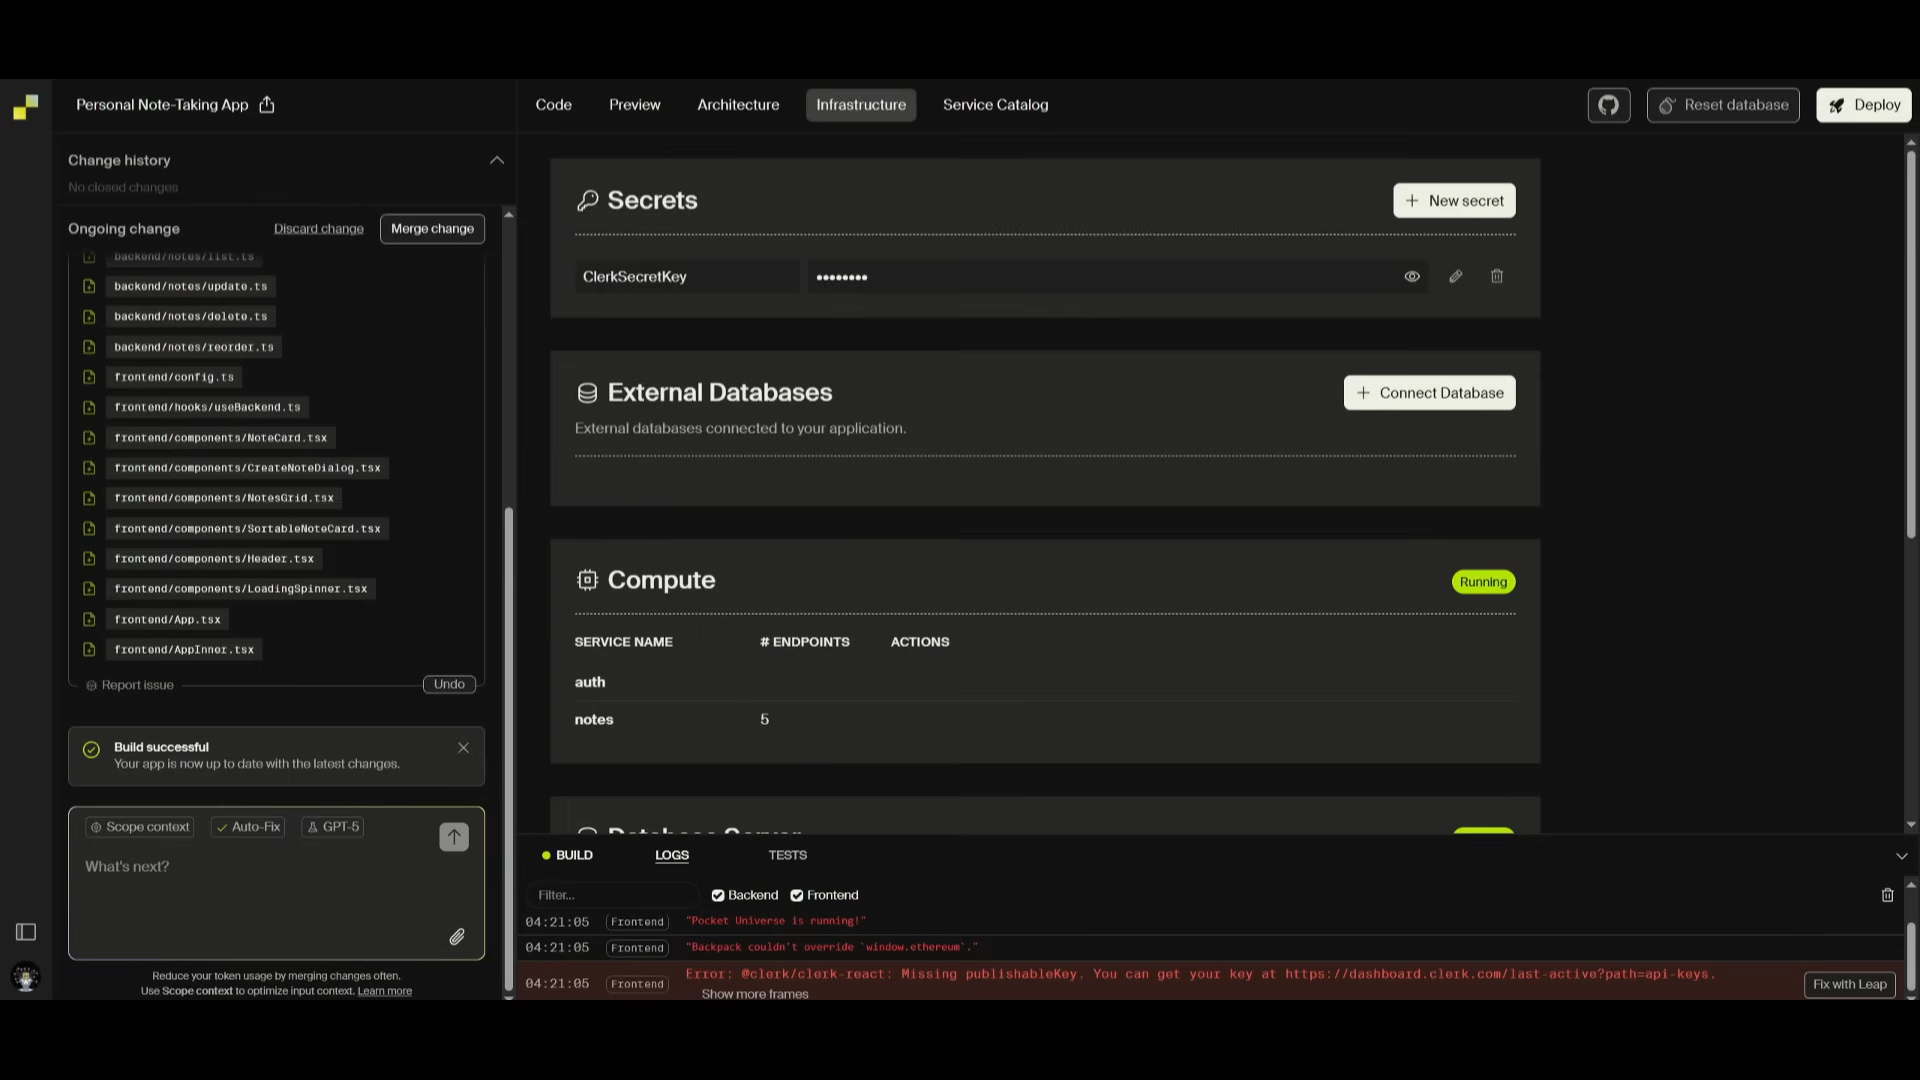 Personal Note-Taking App
Code
Preview
Architecture
Infrastructure
Service Catalog
Reset database
Deploy
Change history
No closed changes
Ongoing change
Discard change
Merge change
backend/notes/list.ts
backend/notes/update.ts
backend/notes/delete.ts
backend/notes/reorder.ts
frontend/config.ts
frontend/hooks/useBackend.ts
frontend/components/NoteCard.tsx
frontend/components/CreateNoteDialog.tsx
frontend/components/NotesGrid.tsx
frontend/components/SortableNoteCard.tsx
frontend/components/Header.tsx
frontend/components/LoadingSpinner.tsx
frontend/App.tsx
frontend/AppInner.tsx
Report issue
Undo
Build successful
Your app is now up to date with the latest changes.
Scope context
Auto-Fix
GPT-5
What's next?
Reduce your token usage by merging changes often.
Use Scope context to optimize input context. Learn more
Secrets
+ New secret
ClerkSecretKey
••••••••
External Databases
+ Connect Database
External databases connected to your application.
Compute
Running
SERVICE NAME # ENDPOINTS ACTIONS
auth
notes 5
Database Server
BUILD
LOGS
TESTS
Filter...
Backend
Frontend
04:21:05 Frontend "Pocket Universe is running!"
04:21:05 Frontend "Backpack couldn't override `window.ethereum`."
04:21:05 Frontend Error: @clerk/clerk-react: Missing publishableKey. You can get your key at https://dashboard.clerk.com/last-active?path=api-keys.
Show more frames
Fix with Leap